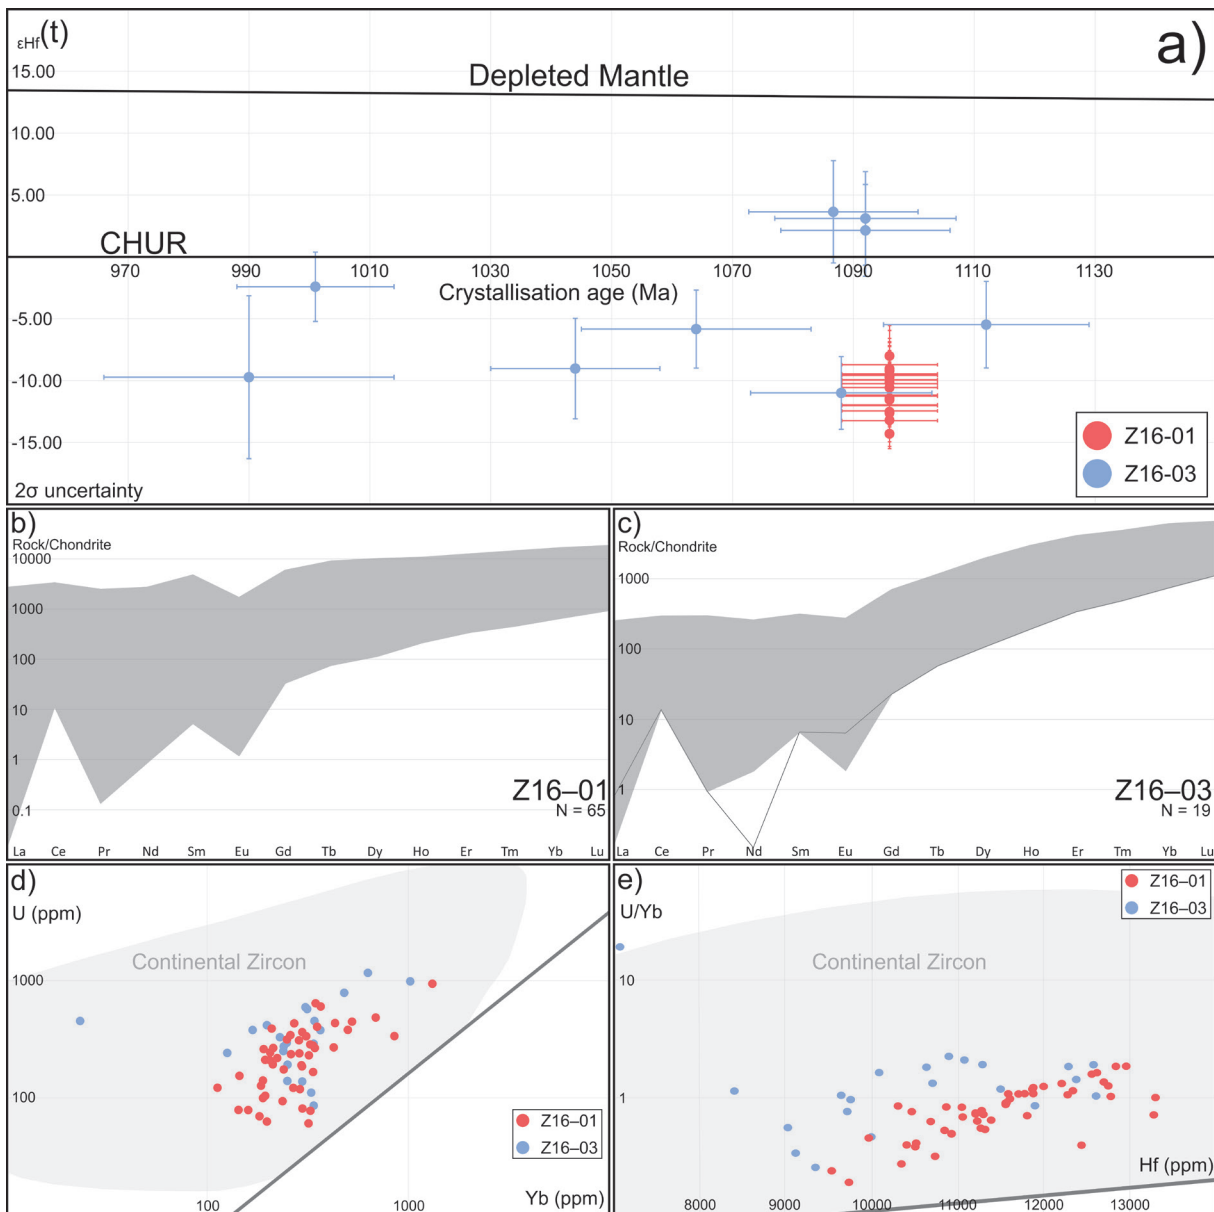 a)
εHf(t)
15.00
Depleted Mantle
10.00
5.00
CHUR
970 990 1010 1030 1050 1070 1090 1110 1130
Crystallisation age (Ma)
-5.00
-10.00
-15.00
Z16-01
Z16-03
2σ uncertainty
b)
Rock/Chondrite
10000
1000
100
10
1
0.1
Z16–01
N = 65
La Ce Pr Nd Sm Eu Gd Tb Dy Ho Er Tm Yb Lu
c)
Rock/Chondrite
1000
100
10
1
Z16–03
N = 19
La Ce Pr Nd Sm Eu Gd Tb Dy Ho Er Tm Yb Lu
d)
U (ppm)
Continental Zircon
1000
100
Z16–01
Z16–03
Yb (ppm)
100 1000
e)
Z16–01
Z16–03
U/Yb
Continental Zircon
10
1
Hf (ppm)
8000 9000 10000 11000 12000 13000